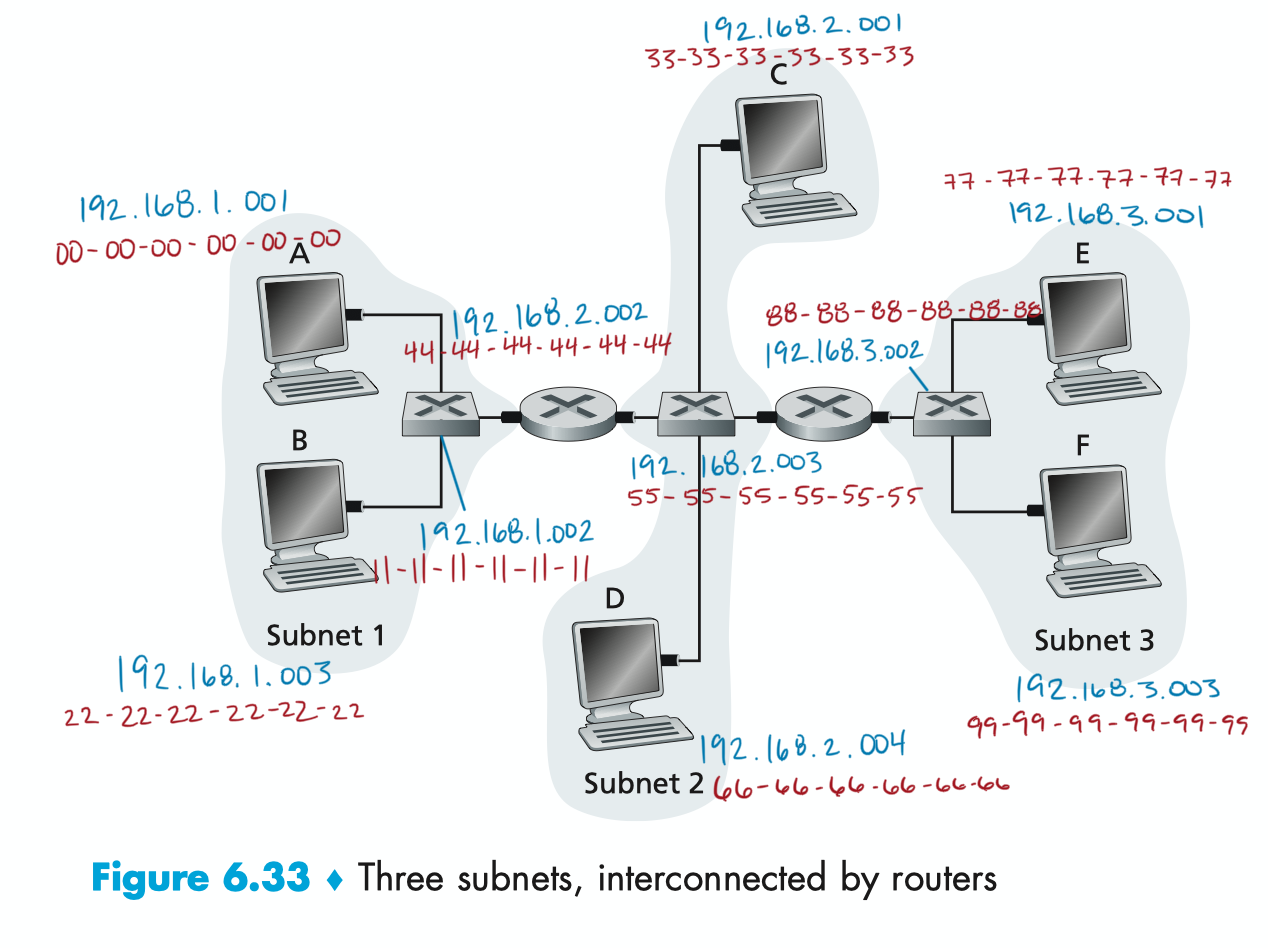 192.168.2.001
33-33-33-33-33-33
C
77-77-77-77-77-77
192.168.3.001
192.168.1.001
00-00-00-00-00-00
A
E
192.168.2.002
44-44-44-44-44-44
88-88-88-88-88-88
192.168.3.002
B
F
192.168.2.003
55-55-55-55-55-55
192.168.1.002
11-11-11-11-11-11
D
Subnet 1
Subnet 3
192.168.1.003
22-22-22-22-22-22
192.168.3.003
99-99-99-99-99-99
192.168.2.004
Subnet 2
66-66-66-66-66-66
Figure 6.33 ♦ Three subnets, interconnected by routers